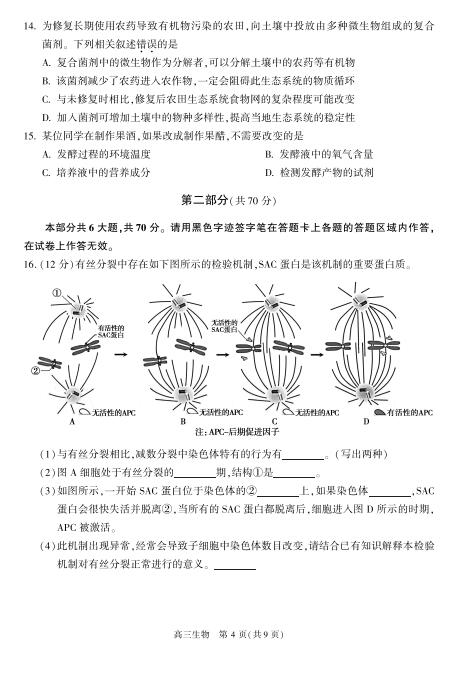 14. 为修复长期使用农药导致有机物污染的农田,向土壤中投放由多种微生物组成的复合
菌剂。下列相关叙述错误的是
A. 复合菌剂中的微生物作为分解者,可以分解土壤中的农药等有机物
B. 该菌剂减少了农药进入农作物,一定会阻碍此生态系统的物质循环
C. 与未修复时相比,修复后农田生态系统食物网的复杂程度可能改变
D. 加入菌剂可增加土壤中的物种多样性,提高当地生态系统的稳定性
15. 某位同学在制作果酒,如果改成制作果醋,不需要改变的是
A. 发酵过程的环境温度 B. 发酵液中的氧气含量
C. 培养液中的营养成分 D. 检测发酵产物的试剂
第二部分(共 70 分)
本部分共 6 大题,共 70 分。请用黑色字迹签字笔在答题卡上各题的答题区域内作答,
在试卷上作答无效。
16. (12 分)有丝分裂中存在如下图所示的检验机制,SAC 蛋白是该机制的重要蛋白质。
①
有活性的
SAC蛋白
无活性的
SAC蛋白
②
无活性的APC 无活性的APC 无活性的APC 有活性的APC
A B C D
注:APC-后期促进因子
(1)与有丝分裂相比,减数分裂中染色体特有的行为有________。(写出两种)
(2)图 A 细胞处于有丝分裂的________期,结构①是________。
(3)如图所示,一开始 SAC 蛋白位于染色体的②________上,如果染色体________,SAC
蛋白会很快失活并脱离②,当所有的 SAC 蛋白都脱离后,细胞进入图 D 所示的时期,
APC 被激活。
(4)此机制出现异常,经常会导致子细胞中染色体数目改变,请结合已有知识解释本检验
机制对有丝分裂正常进行的意义。________
高三生物 第 4 页(共 9 页)